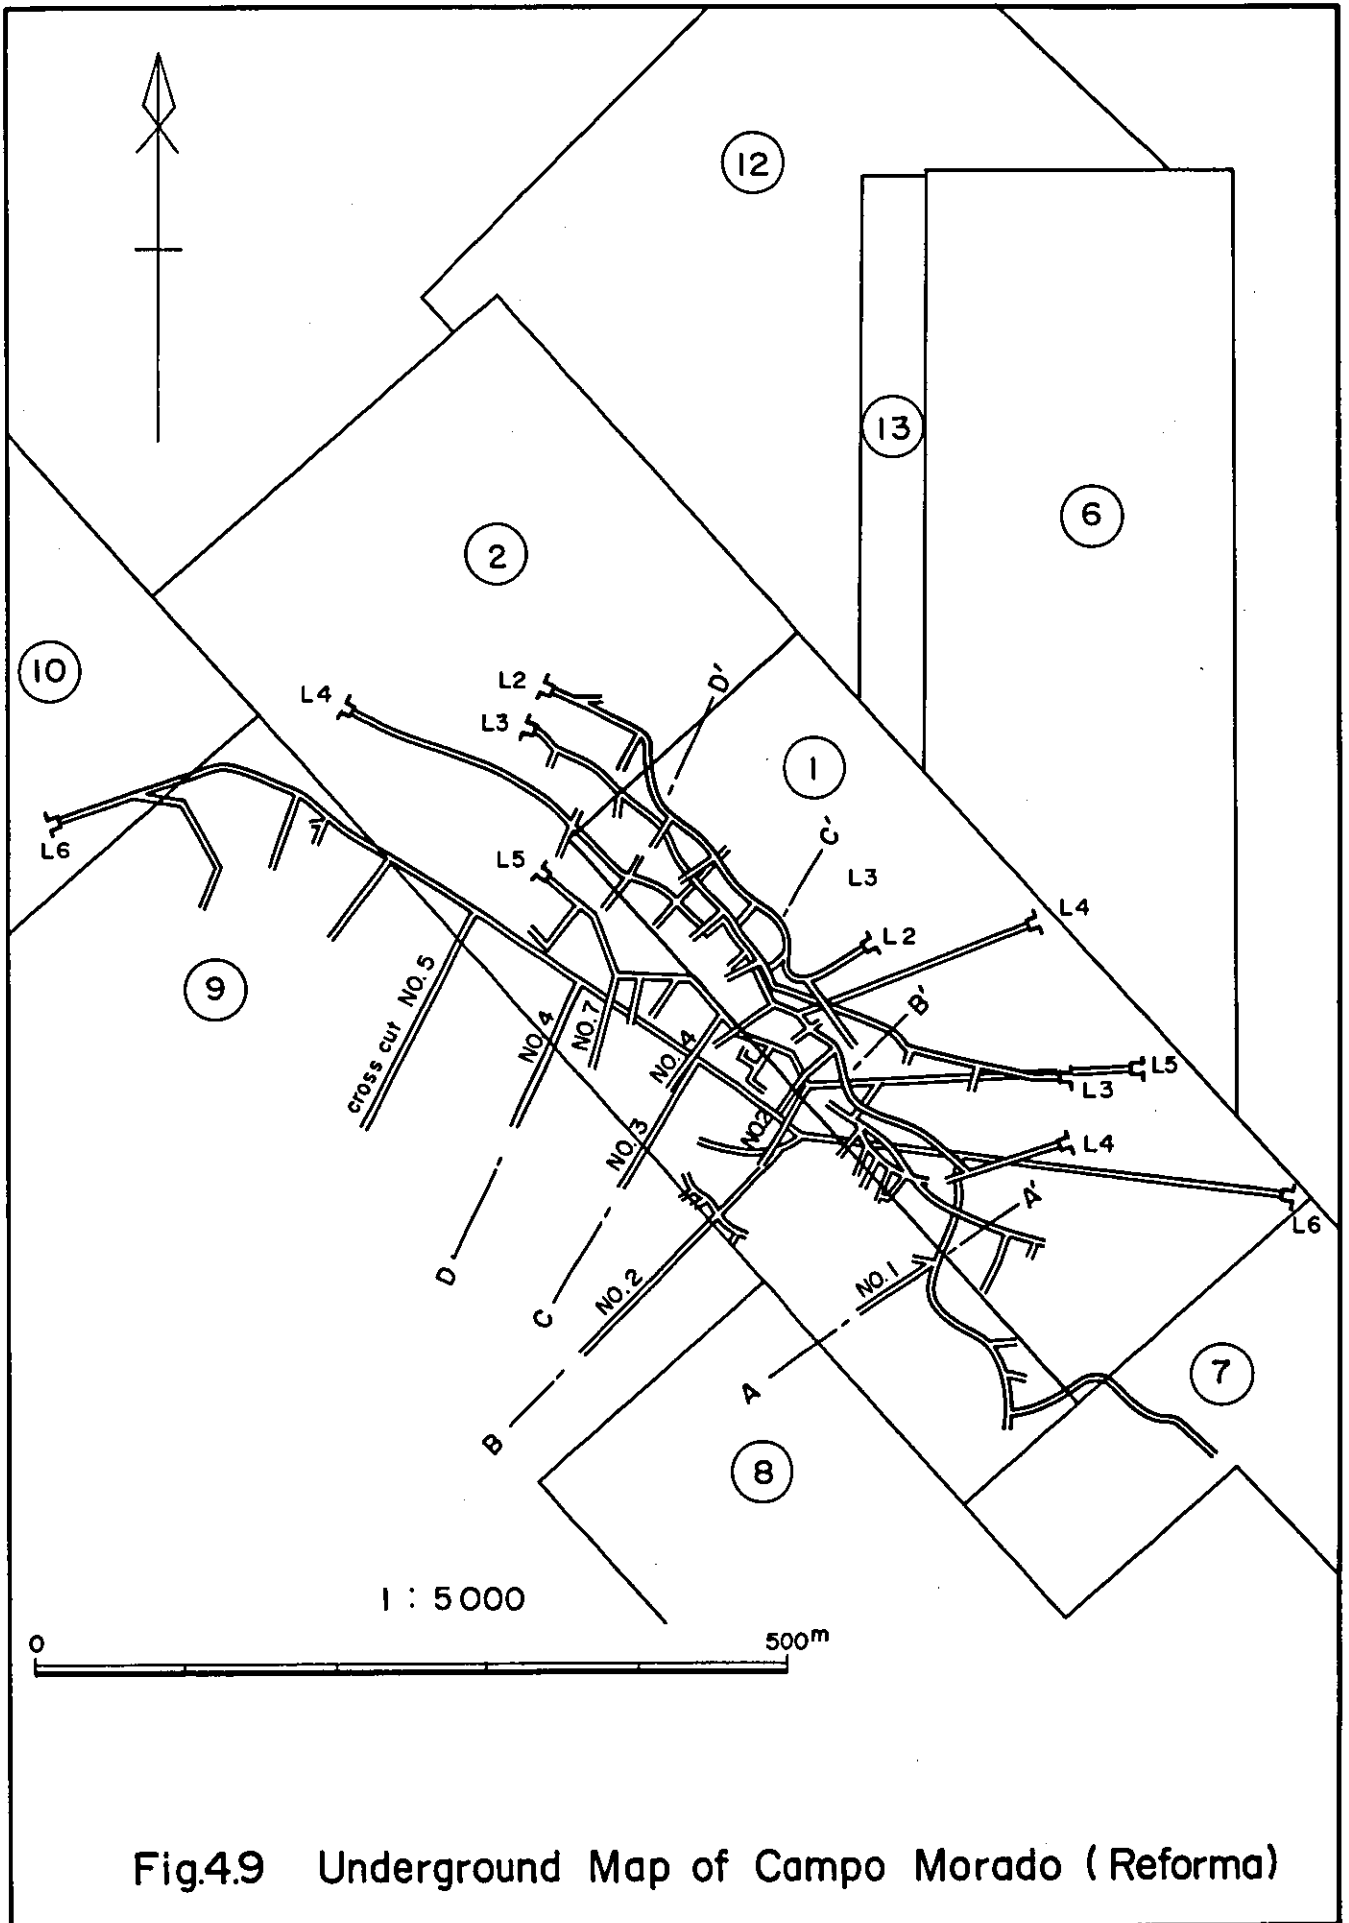 12
13
6
2
10
L2
D'
L4
L3
1
C'
L6
L5
L3
L4
L2
9
cross cut NO.5
NO.4
NO.7
NO.4
B'
L5
L3
NO.2
NO.3
L4
A'
L6
D
NO.1
NO.2
C
7
A
B
8
1 : 5000
0 500m
Fig.4.9 Underground Map of Campo Morado (Reforma)